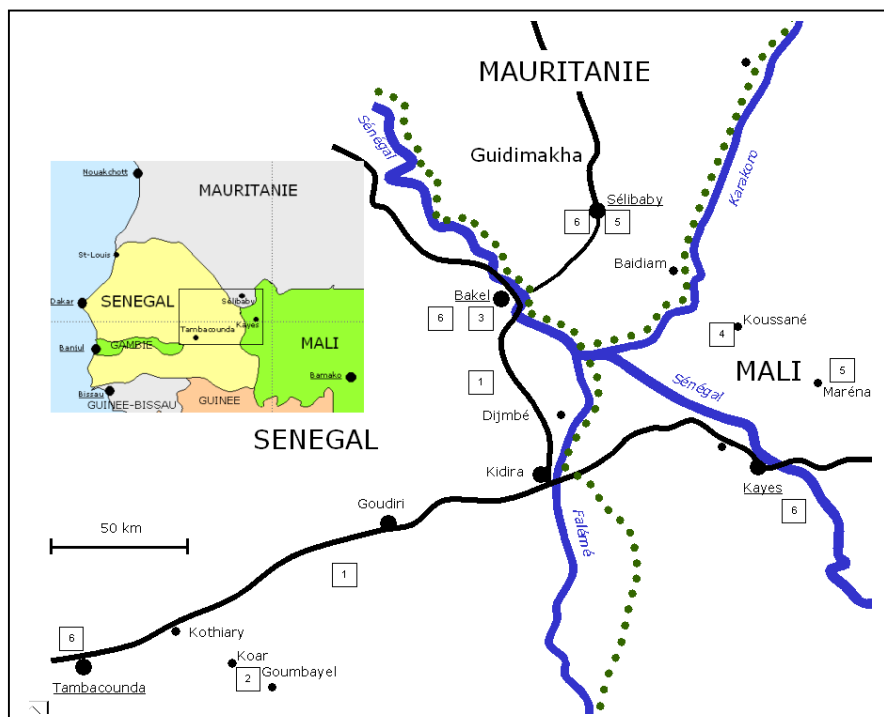 MAURITANIE
Sénégal
Guidimakha
Karakoro
Sélibaby
6
5
Baidiam
Bakel
6
3
Koussané
4
1
MALI
Sénégal
5
Maréna
Dijmbé
SENEGAL
Kidira
Kayes
6
Goudiri
50 km
Falémé
1
6
Kothiary
Koar
2
Goumbayel
Tambacounda
Nouakchott
MAURITANIE
St-Louis
Dakar
SENEGAL
Sélibaby
Kayes
Tambacounda
Banjul
GAMBIE
MALI
Bamako
Bissau
GUINEE-BISSAU
GUINEE